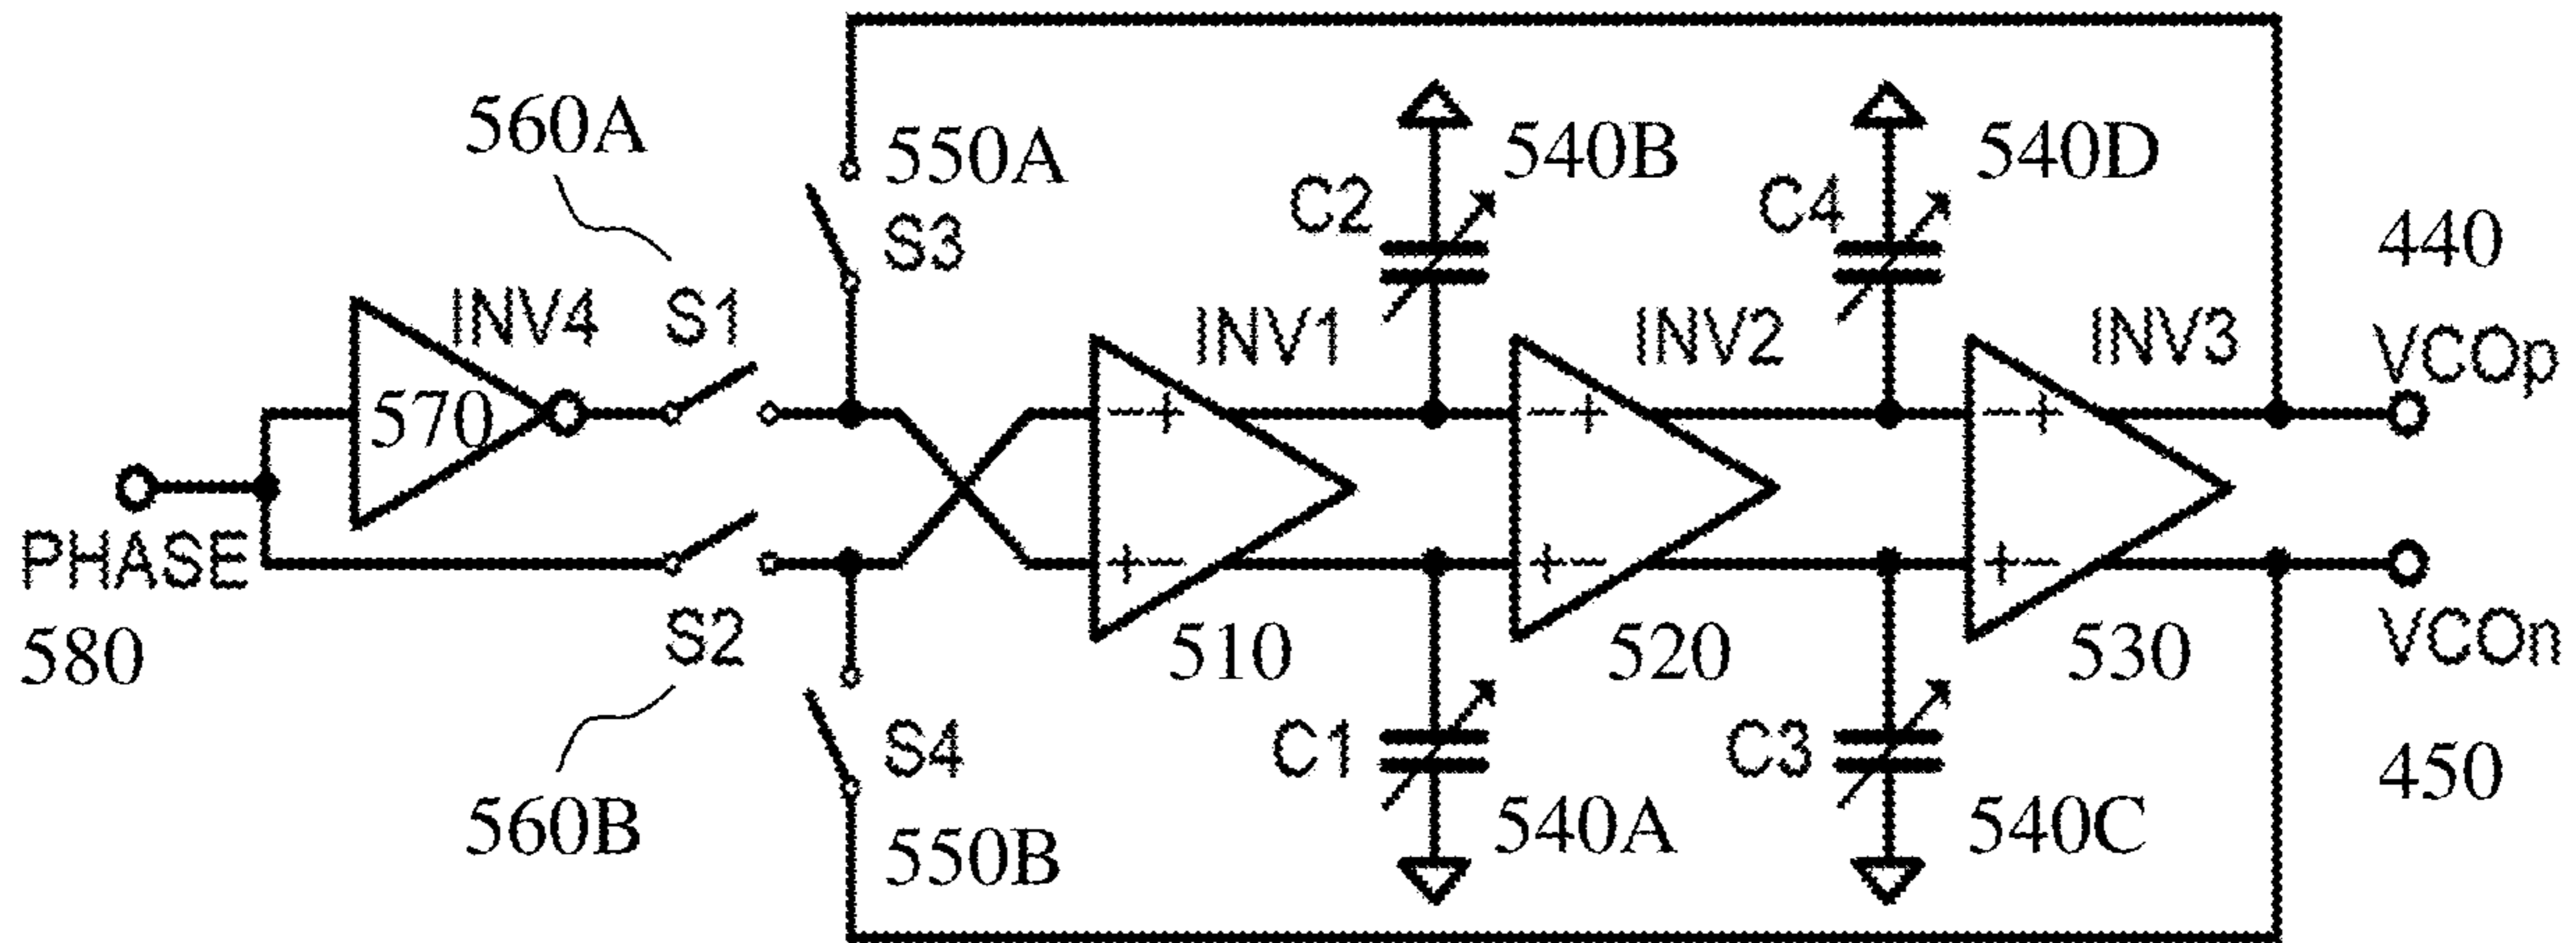 560A
550A
540B
540D
C2
C4
S3
440
INV4
S1
INV1
INV2
INV3
VCOp
570
-+
-+
-+
PHASE
+-
+-
+-
580
S2
510
520
530
VCOn
S4
C1
C3
450
560B
550B
540A
540C